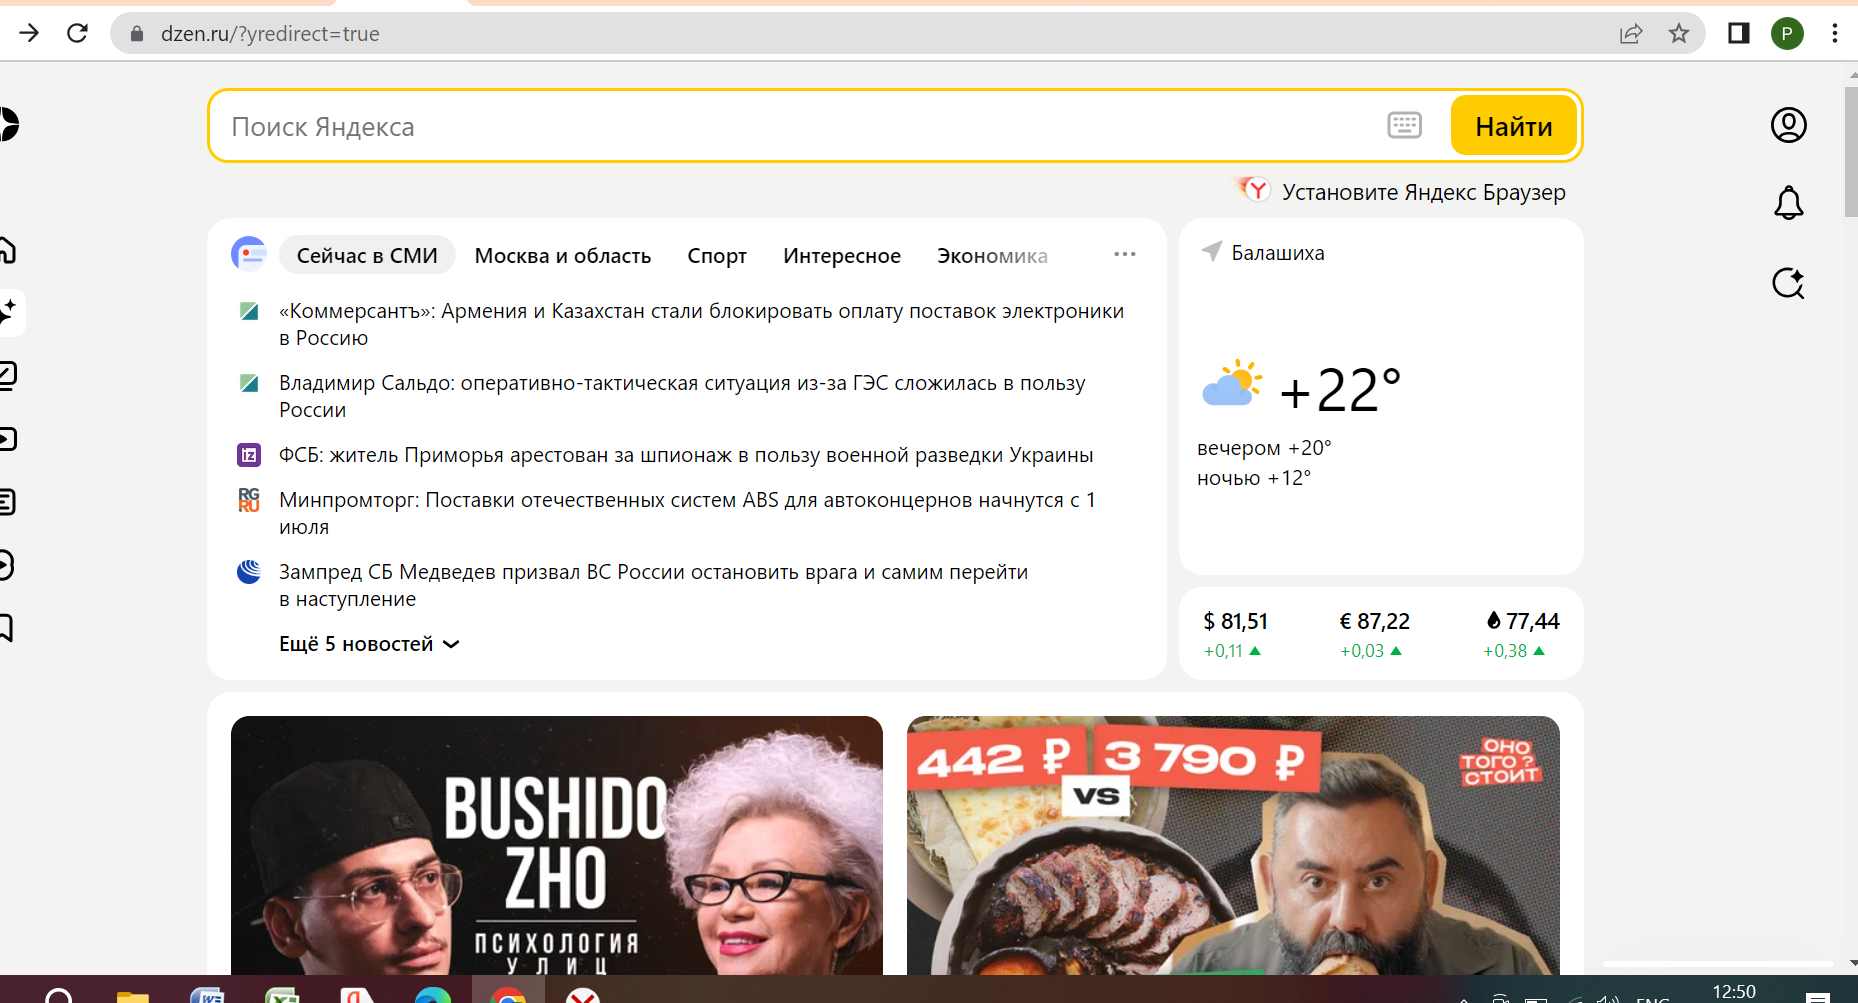 dzen.ru/?yredirect=true
P
Поиск Яндекса
Найти
Установите Яндекс Браузер
Сейчас в СМИ Москва и область Спорт Интересное Экономика
«Коммерсантъ»: Армения и Казахстан стали блокировать оплату поставок электроники
в Россию
Владимир Сальдо: оперативно-тактическая ситуация из-за ГЭС сложилась в пользу
России
ФСБ: житель Приморья арестован за шпионаж в пользу военной разведки Украины
RG
RU
Минпромторг: Поставки отечественных систем ABS для автоконцернов начнутся с 1
июля
Зампред СБ Медведев призвал ВС России остановить врага и самим перейти
в наступление
Ещё 5 новостей
Балашиха
+22°
вечером +20°
ночью +12°
$ 81,51 € 87,22 77,44
+0,11 +0,03 +0,38
BUSHIDO
ZHO
ПСИХОЛОГИЯ
УЛИЦ
442 ₽ 3 790 ₽
VS
ОНО
ТОГО?
СТОИТ
12:50